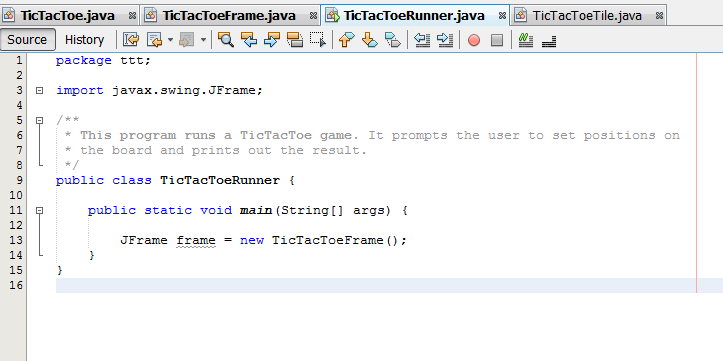 TicTacToe.java TicTacToeFrame.java TicTacToeRunner.java TicTacToeTile.java
Source History
1 package ttt;
2
3 import javax.swing.JFrame;
4
5 /**
6 * This program runs a TicTacToe game. It prompts the user to set positions on
7 * the board and prints out the result.
8 */
9 public class TicTacToeRunner {
10
11 public static void main(String[] args) {
12
13 JFrame frame = new TicTacToeFrame();
14 }
15 }
16